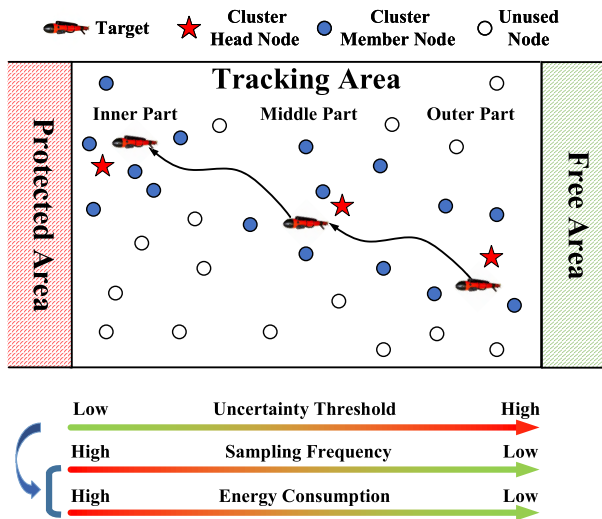 Target
Cluster
Head Node
Cluster
Member Node
Unused
Node
Tracking Area
Inner Part
Middle Part
Outer Part
Protected Area
Free Area
Low
Uncertainty Threshold
High
High
Sampling Frequency
Low
High
Energy Consumption
Low